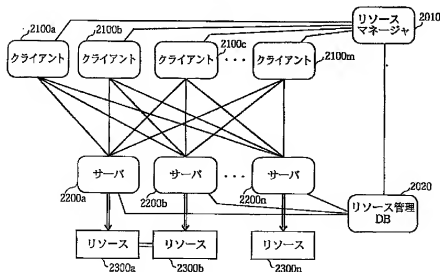 2100a
2100b
2100c
2010
リソース
マネージャ
クライアント
クライアント
クライアント
・・・
クライアント
2100m
サーバ
サーバ
・・・
サーバ
2200a
2200b
2200n
2020
リソース管理
DB
リソース
リソース
リソース
2300a
2300b
2300n